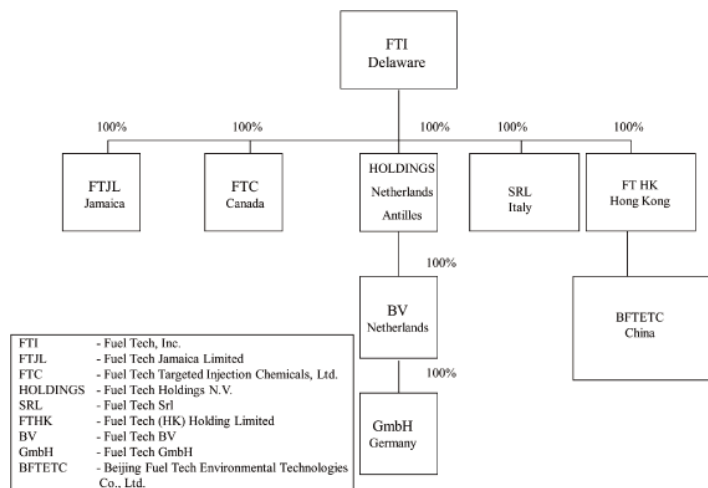 FTI
Delaware
100%
100%
100%
100%
100%
FTJL
Jamaica
FTC
Canada
HOLDINGS
Netherlands
Antilles
SRL
Italy
FT HK
Hong Kong
100%
BV
Netherlands
BFTETC
China
100%
GmbH
Germany
FTI - Fuel Tech, Inc.
FTJL - Fuel Tech Jamaica Limited
FTC - Fuel Tech Targeted Injection Chemicals, Ltd.
HOLDINGS - Fuel Tech Holdings N.V.
SRL - Fuel Tech Srl
FTHK - Fuel Tech (HK) Holding Limited
BV - Fuel Tech BV
GmbH - Fuel Tech GmbH
BFTETC - Beijing Fuel Tech Environmental Technologies
Co., Ltd.